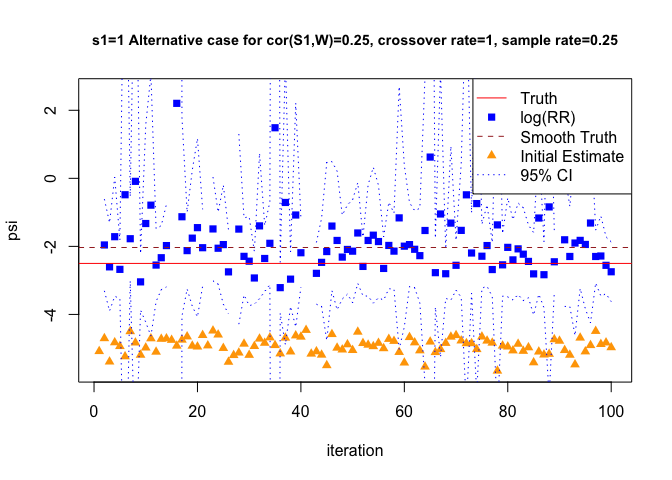 s1=1 Alternative case for cor(S1,W)=0.25, crossover rate=1, sample rate=0.25
Truth
log(RR)
Smooth Truth
Initial Estimate
95% CI
psi
2
0
−2
−4
0
20
40
60
80
100
iteration